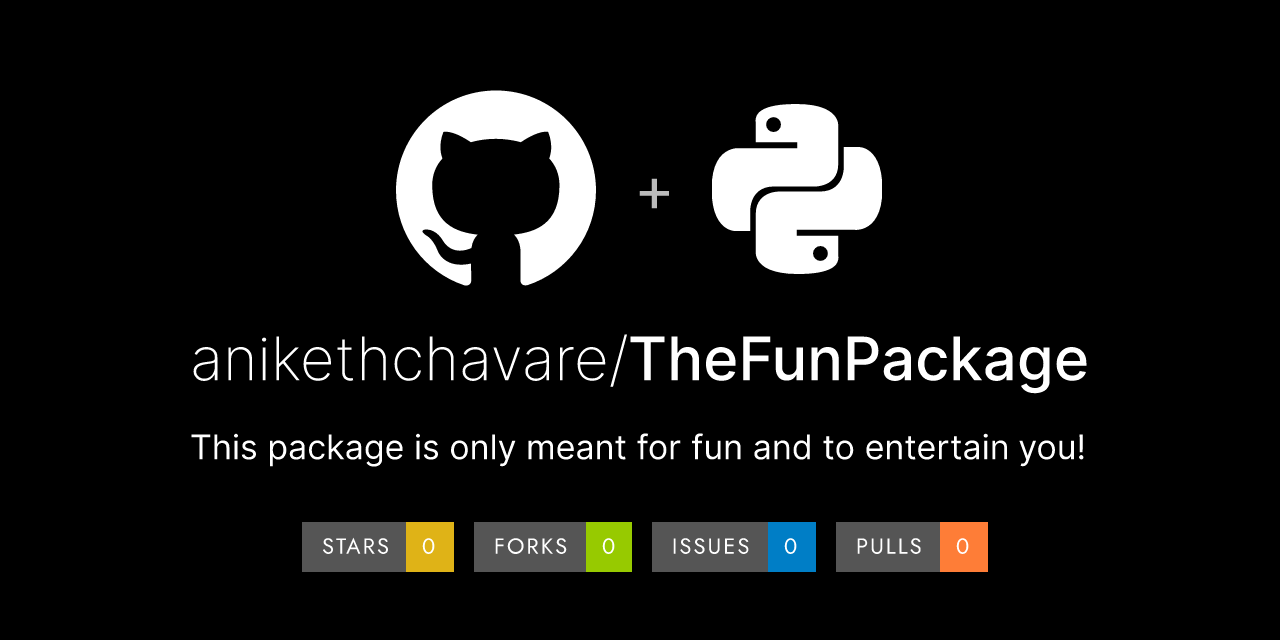 +
anikethchavare/TheFunPackage
This package is only meant for fun and to entertain you!
STARS 0 FORKS 0 ISSUES 0 PULLS 0